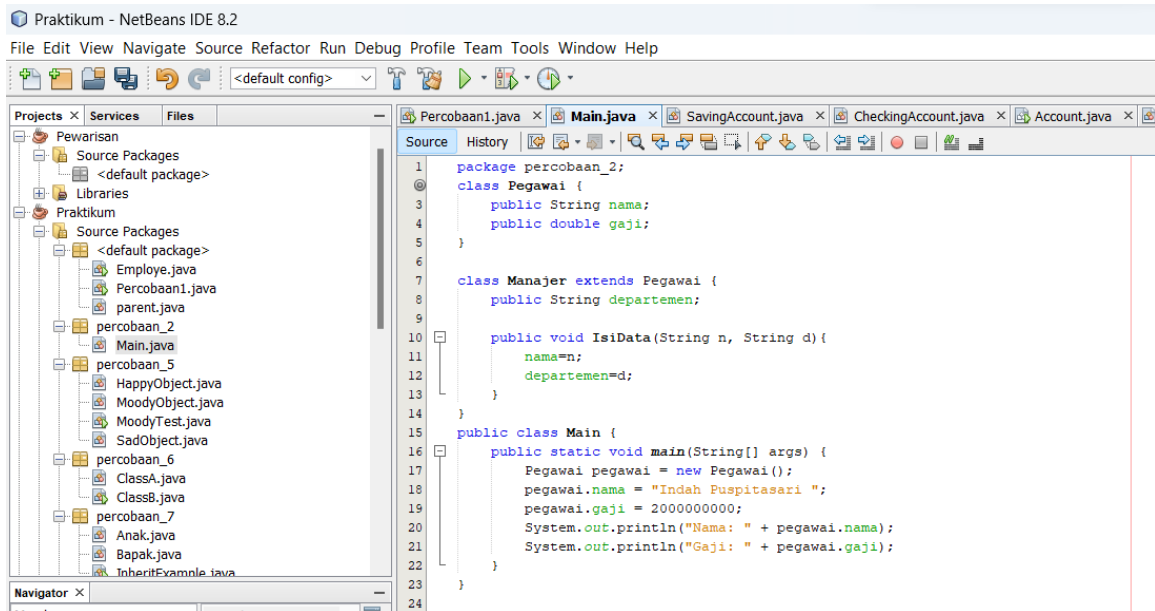 Praktikum - NetBeans IDE 8.2
File Edit View Navigate Source Refactor Run Debug Profile Team Tools Window Help
<default config>
Projects Services Files
Pewarisan
Source Packages
<default package>
Libraries
Praktikum
Source Packages
<default package>
Employe.java
Percobaan1.java
parent.java
percobaan_2
Main.java
percobaan_5
HappyObject.java
MoodyObject.java
MoodyTest.java
SadObject.java
percobaan_6
ClassA.java
ClassB.java
percobaan_7
Anak.java
Bapak.java
InheritExample.java
Navigator
Percobaan1.java Main.java SavingAccount.java CheckingAccount.java Account.java
Source History
1 package percobaan_2;
class Pegawai {
3 public String nama;
4 public double gaji;
5 }
6
7 class Manajer extends Pegawai {
8 public String departemen;
9
10 public void IsiData(String n, String d){
11 nama=n;
12 departemen=d;
13 }
14 }
15 public class Main {
16 public static void main(String[] args) {
17 Pegawai pegawai = new Pegawai();
18 pegawai.nama = "Indah Puspitasari ";
19 pegawai.gaji = 2000000000;
20 System.out.println("Nama: " + pegawai.nama);
21 System.out.println("Gaji: " + pegawai.gaji);
22 }
23 }
24